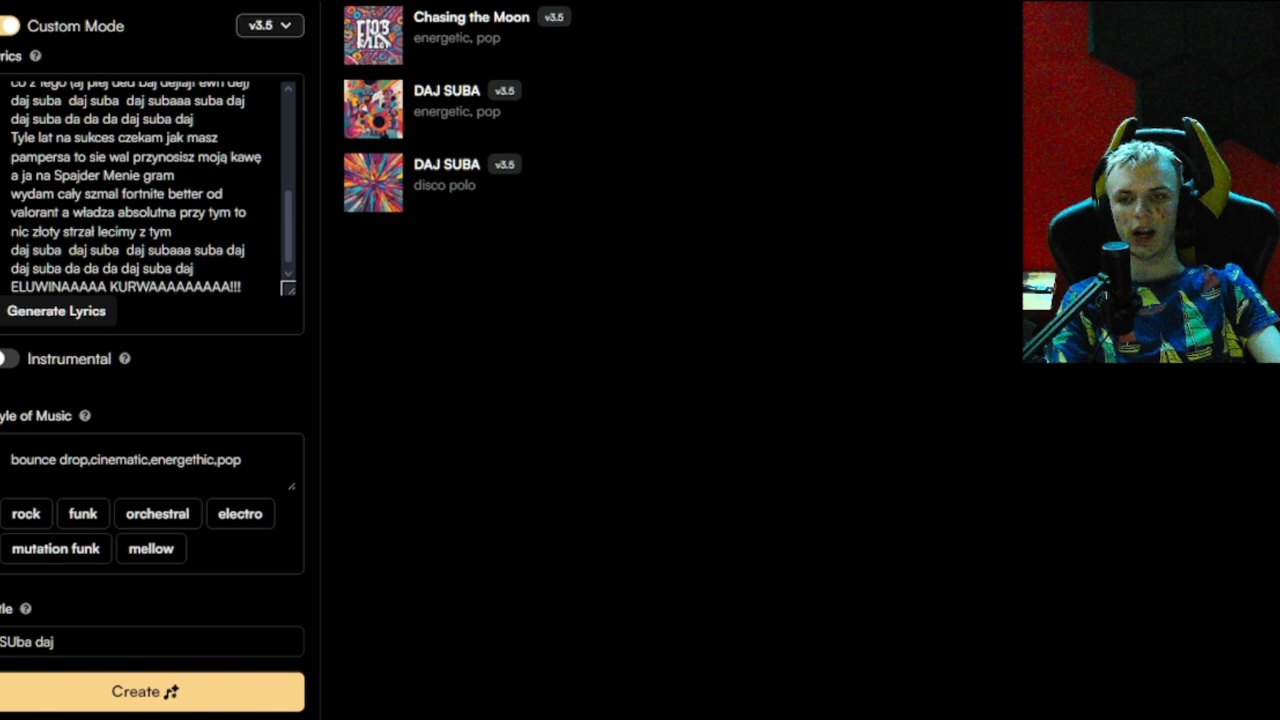 Custom Mode
v3.5
rics
daj suba daj suba daj subaaa suba daj
daj suba da da da daj suba daj
Tyle lat na sukces czekam jak masz
pampersa to sie wal przynosisz moją kawę
a ja na Spajder Menie gram
wydam cały szmal fortnite better od
valorant a władza absolutna przy tym to
nic złoty strzał lecimy z tym
daj suba daj suba daj subaaa suba daj
daj suba da da da daj suba daj
ELUWINAAAAA KURWAAAAAAAAA!!!
Generate Lyrics
Instrumental
yle of Music
bounce drop,cinematic,energethic,pop
rock
funk
orchestral
electro
mutation funk
mellow
tle
SUba daj
Create
Chasing the Moon
v3.5
energetic, pop
DAJ SUBA
v3.5
energetic, pop
DAJ SUBA
v3.5
disco polo